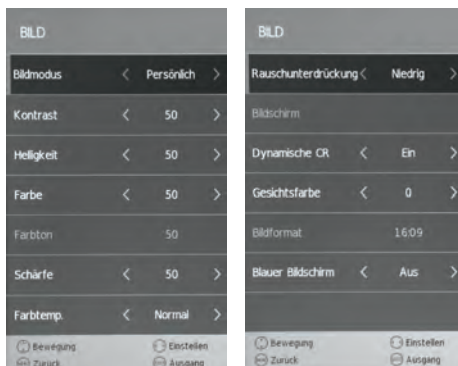 BILD
Bildmodus < Persönlich >
Kontrast < 50 >
Helligkeit < 50 >
Farbe < 50 >
Farbton 50
Schärfe < 50 >
Farbtemp. < Normal >
Bewegung Einstellen
Zurück Ausgang
BILD
Rauschunterdrückung < Niedrig >
Bildschirm
Dynamische CR < Ein >
Gesichtsfarbe < 0 >
Bildformat 16:09
Blauer Bildschirm < Aus >
Bewegung Einstellen
Zurück Ausgang